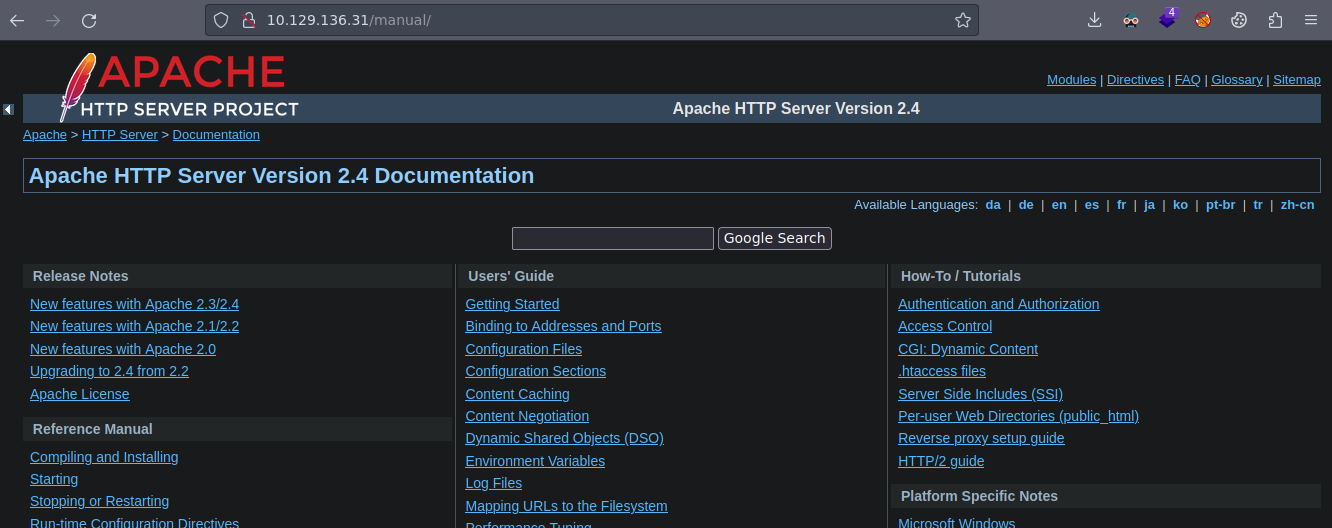 10.129.136.31/manual/
4
APACHE
HTTP SERVER PROJECT
Modules | Directives | FAQ | Glossary | Sitemap
Apache HTTP Server Version 2.4
Apache > HTTP Server > Documentation
Apache HTTP Server Version 2.4 Documentation
Available Languages: da | de | en | es | fr | ja | ko | pt-br | tr | zh-cn
Google Search
Release Notes
New features with Apache 2.3/2.4
New features with Apache 2.1/2.2
New features with Apache 2.0
Upgrading to 2.4 from 2.2
Apache License
Reference Manual
Compiling and Installing
Starting
Stopping or Restarting
Run-time Configuration Directives
Users' Guide
Getting Started
Binding to Addresses and Ports
Configuration Files
Configuration Sections
Content Caching
Content Negotiation
Dynamic Shared Objects (DSO)
Environment Variables
Log Files
Mapping URLs to the Filesystem
Performance Tuning
How-To / Tutorials
Authentication and Authorization
Access Control
CGI: Dynamic Content
.htaccess files
Server Side Includes (SSI)
Per-user Web Directories (public_html)
Reverse proxy setup guide
HTTP/2 guide
Platform Specific Notes
Microsoft Windows